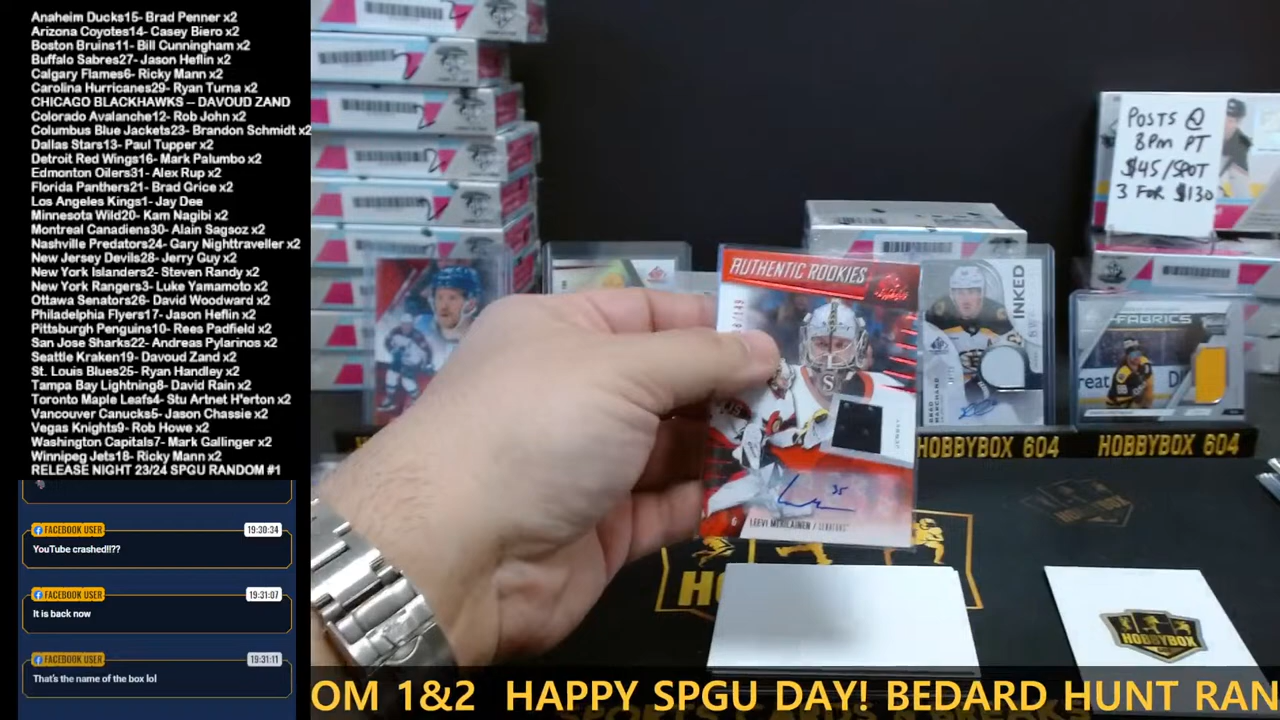 Anaheim Ducks15- Brad Penner x2
Arizona Coyotes14- Casey Biero x2
Boston Bruins11- Bill Cunningham x2
Buffalo Sabres27- Jason Heflin x2
Calgary Flames6- Ricky Mann x2
Carolina Hurricanes29- Ryan Turna x2
CHICAGO BLACKHAWKS -- DAVOUD ZAND
Colorado Avalanche12- Rob John x2
Columbus Blue Jackets23- Brandon Schmidt x2
Dallas Stars13- Paul Tupper x2
Detroit Red Wings16- Mark Palumbo x2
Edmonton Oilers31- Alex Rup x2
Florida Panthers21- Brad Grice x2
Los Angeles Kings1- Jay Dee
Minnesota Wild20- Kam Nagibi x2
Montreal Canadiens30- Alain Sagsoz x2
Nashville Predators24- Gary Nighttraveller x2
New Jersey Devils28- Jerry Guy x2
New York Islanders2- Steven Randy x2
New York Rangers3- Luke Yamamoto x2
Ottawa Senators26- David Woodward x2
Philadelphia Flyers17- Jason Heflin x2
Pittsburgh Penguins10- Rees Padfield x2
San Jose Sharks22- Andreas Pylarinos x2
Seattle Kraken19- Davoud Zand x2
St. Louis Blues25- Ryan Handley x2
Tampa Bay Lightning8- David Rain x2
Toronto Maple Leafs4- Stu Artnet H'erton x2
Vancouver Canucks5- Jason Chassie x2
Vegas Knights9- Rob Howe x2
Washington Capitals7- Mark Gallinger x2
Winnipeg Jets18- Ricky Mann x2
RELEASE NIGHT 23/24 SPGU RANDOM #1
FACEBOOK USER 19:30:34
YouTube crashed!!??
FACEBOOK USER 19:31:07
It is back now
FACEBOOK USER 19:31:11
That's the name of the box lol
POSTS @
8PM PT
$45/SPOT
3 FOR $130
AUTHENTIC ROOKIES
JERSEY
35
LEEVI MERILAINEN / SENATORS
INKED
FABRICS
HOBBYBOX 604 HOBBYBOX 604
HOBBYBOX
OM 1&2 HAPPY SPGU DAY! BEDARD HUNT RAN